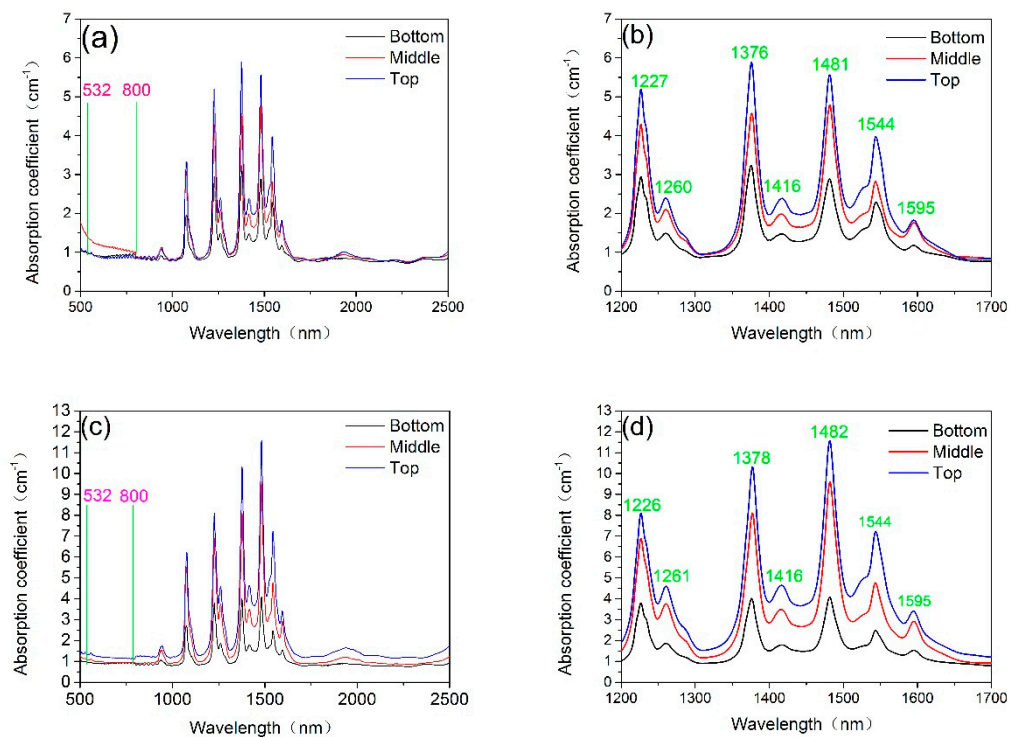 (a)
Bottom
Middle
Top
532 800
7
6
5
4
3
2
1
0
500 1000 1500 2000 2500
Absorption coefficient（cm-1）
Wavelength（nm）
(b)
Bottom
Middle
Top
1227
1260
1376
1416
1481
1544
1595
7
6
5
4
3
2
1
0
1200 1300 1400 1500 1600 1700
Absorption coefficient（cm-1）
Wavelength（nm）
(c)
Bottom
Middle
Top
532 800
13
12
11
10
9
8
7
6
5
4
3
2
1
0
500 1000 1500 2000 2500
Absorption coefficient（cm-1）
Wavelength（nm）
(d)
Bottom
Middle
Top
1226
1261
1378
1416
1482
1544
1595
13
12
11
10
9
8
7
6
5
4
3
2
1
0
1200 1300 1400 1500 1600 1700
Absorption coefficient（cm-1）
Wavelength（nm）